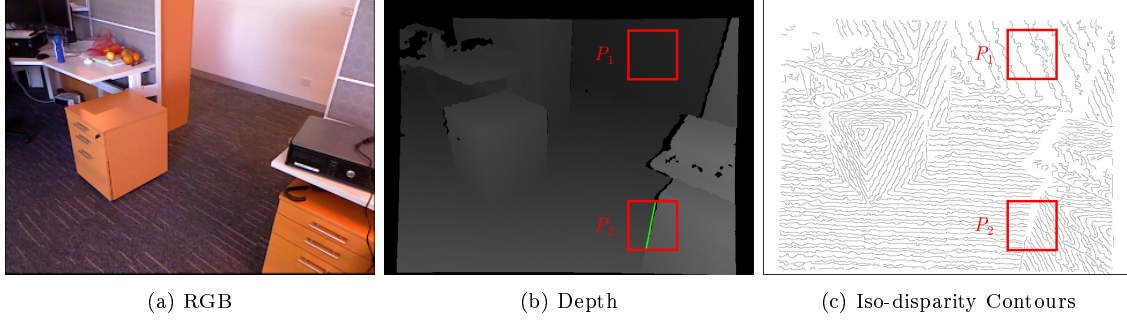 P₁
P₂
P₁
P₂
(a) RGB
(b) Depth
(c) Iso-disparity Contours